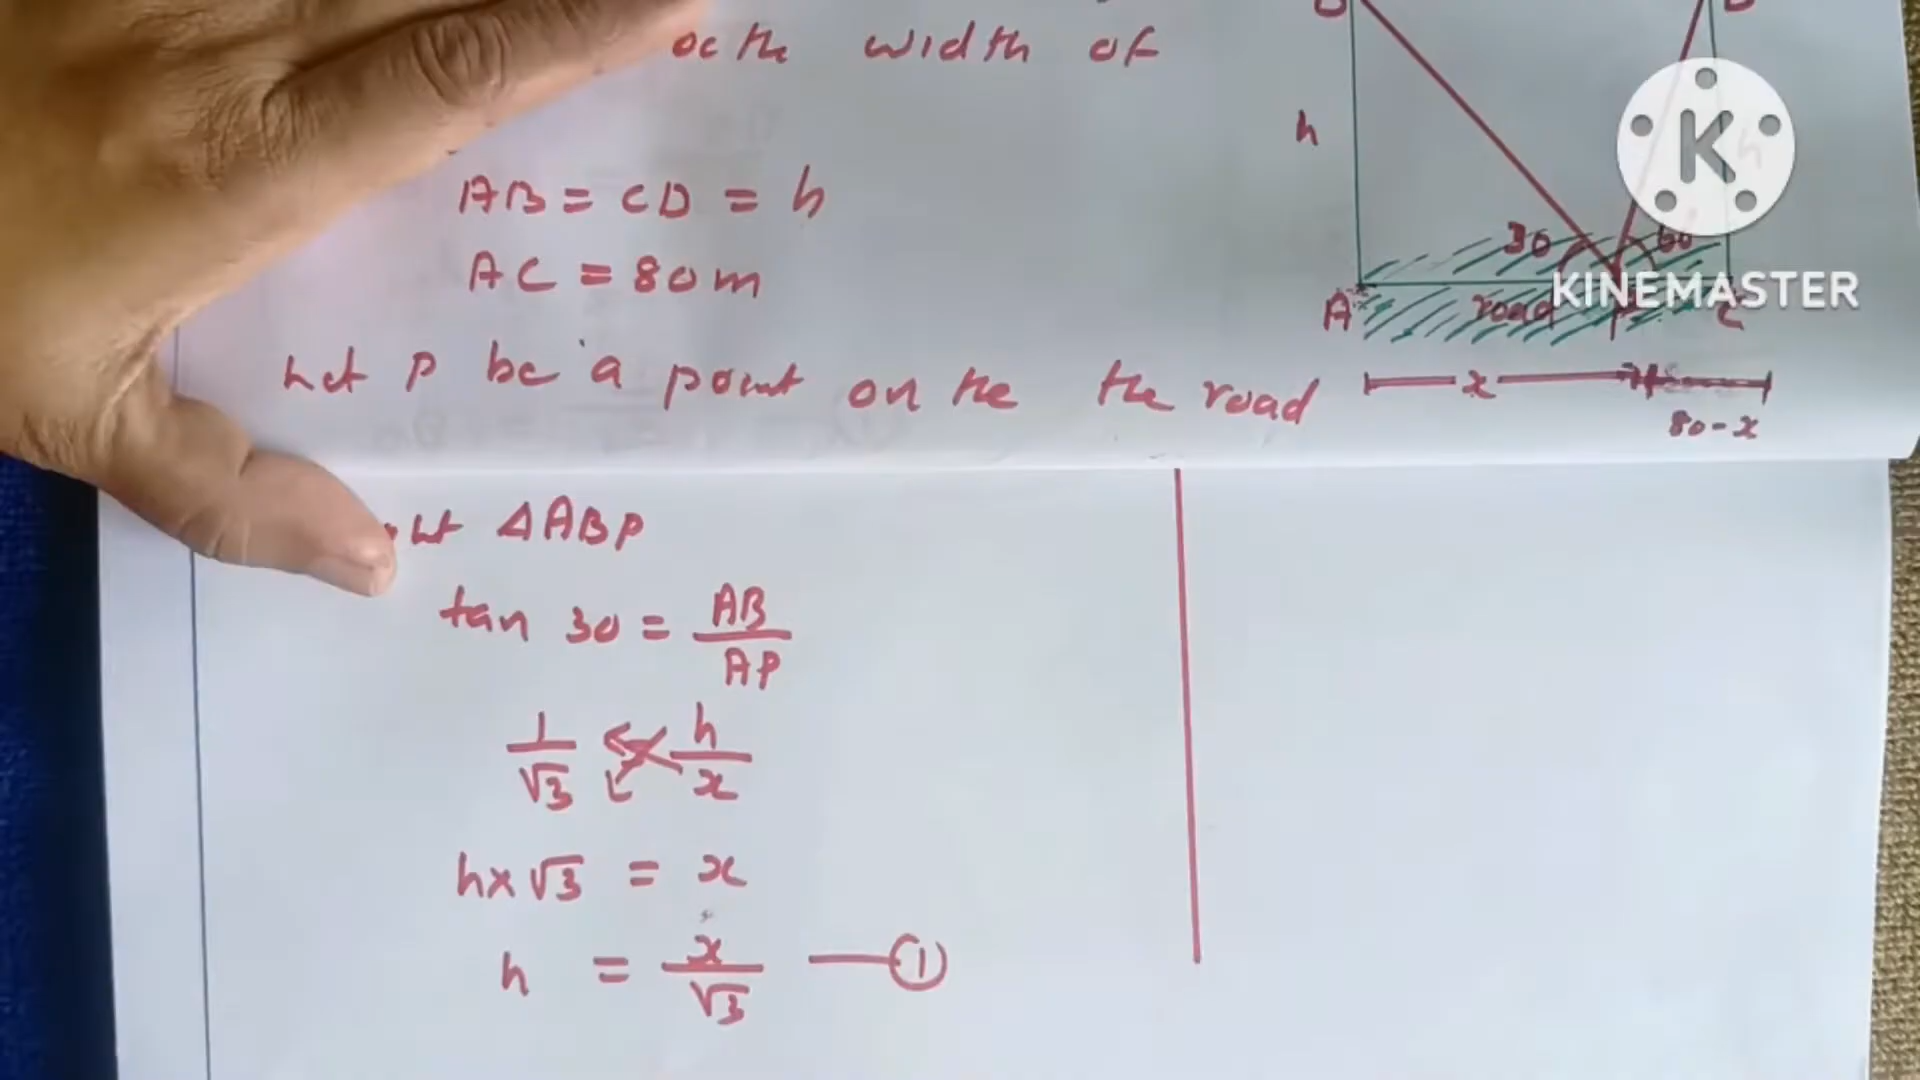 the width of
AB = CD = h
AC = 80m
Let P be a point on the the road
h
30 60
A road C
x
80-x
K
KINEMASTER
ΔABP
tan 30 = AB/AP
1/√3 h/x
h×√3 = x
h = x/√3 —①